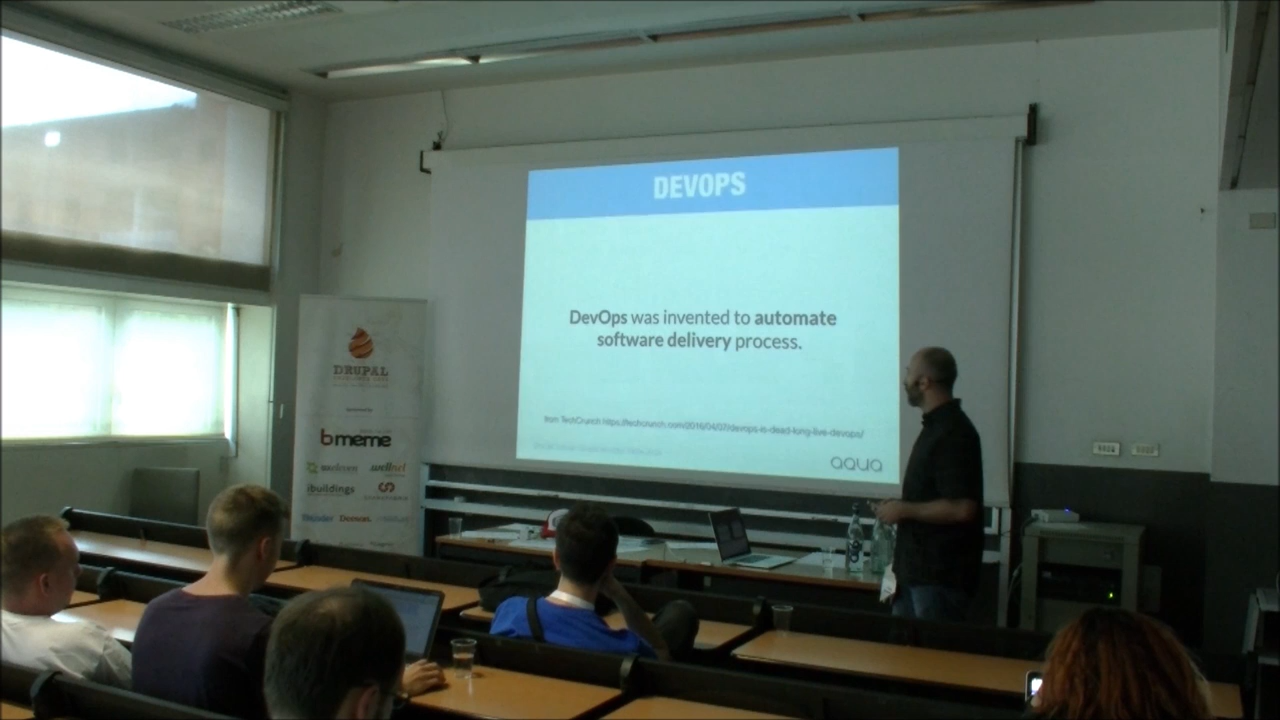 DEVOPS
DevOps was invented to automate
software delivery process.
from TechCrunch https://techcrunch.com/2016/04/07/devops-is-dead-long-live-devops/
aqua
DRUPAL
bmeme
wellnet
ibuildings